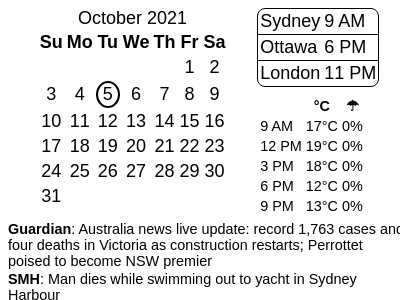 October 2021
Su Mo Tu We Th Fr Sa
1 2
3 4 5 6 7 8 9
10 11 12 13 14 15 16
17 18 19 20 21 22 23
24 25 26 27 28 29 30
31
Sydney 9 AM
Ottawa 6 PM
London 11 PM
°C ☂
9 AM 17°C 0%
12 PM 19°C 0%
3 PM 18°C 0%
6 PM 12°C 0%
9 PM 13°C 0%
Guardian: Australia news live update: record 1,763 cases and
four deaths in Victoria as construction restarts; Perrottet
poised to become NSW premier
SMH: Man dies while swimming out to yacht in Sydney
Harbour